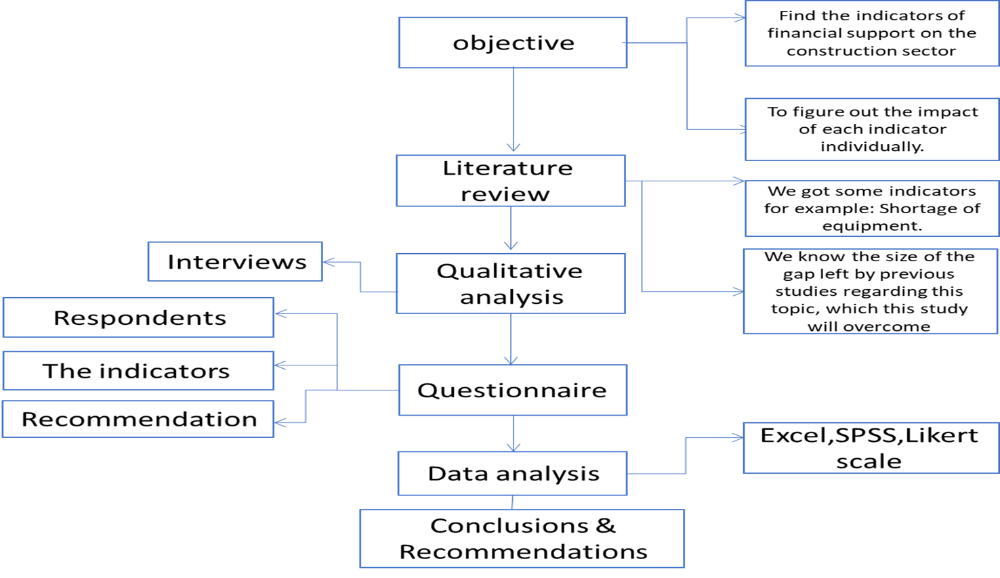 objective
Find the indicators of
financial support on the
construction sector
To figure out the impact
of each indicator
individually.
Literature
review
We got some indicators
for example: Shortage of
equipment.
We know the size of the
gap left by previous
studies regarding this
topic, which this study
will overcome
Qualitative
analysis
Interviews
Respondents
The indicators
Recommendation
Questionnaire
Data analysis
Excel,SPSS,Likert
scale
Conclusions &
Recommendations